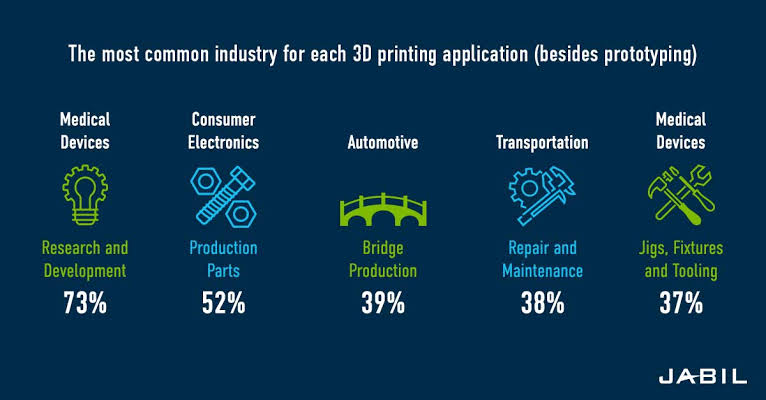 The most common industry for each 3D printing application (besides prototyping)
Medical
Devices
Research and
Development
73%
Consumer
Electronics
Production
Parts
52%
Automotive
Bridge
Production
39%
Transportation
Repair and
Maintenance
38%
Medical
Devices
Jigs, Fixtures
and Tooling
37%
JABIL